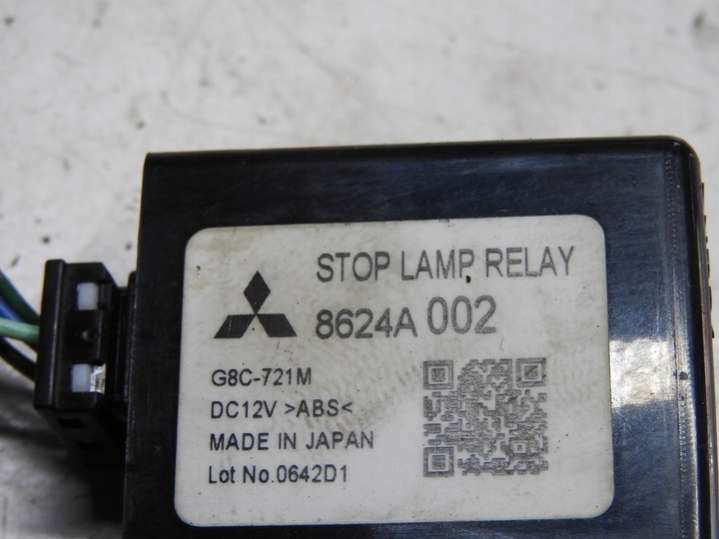 STOP LAMP RELAY
8624A 002
G8C-721M
DC12V >ABS<
MADE IN JAPAN
Lot No.0642D1